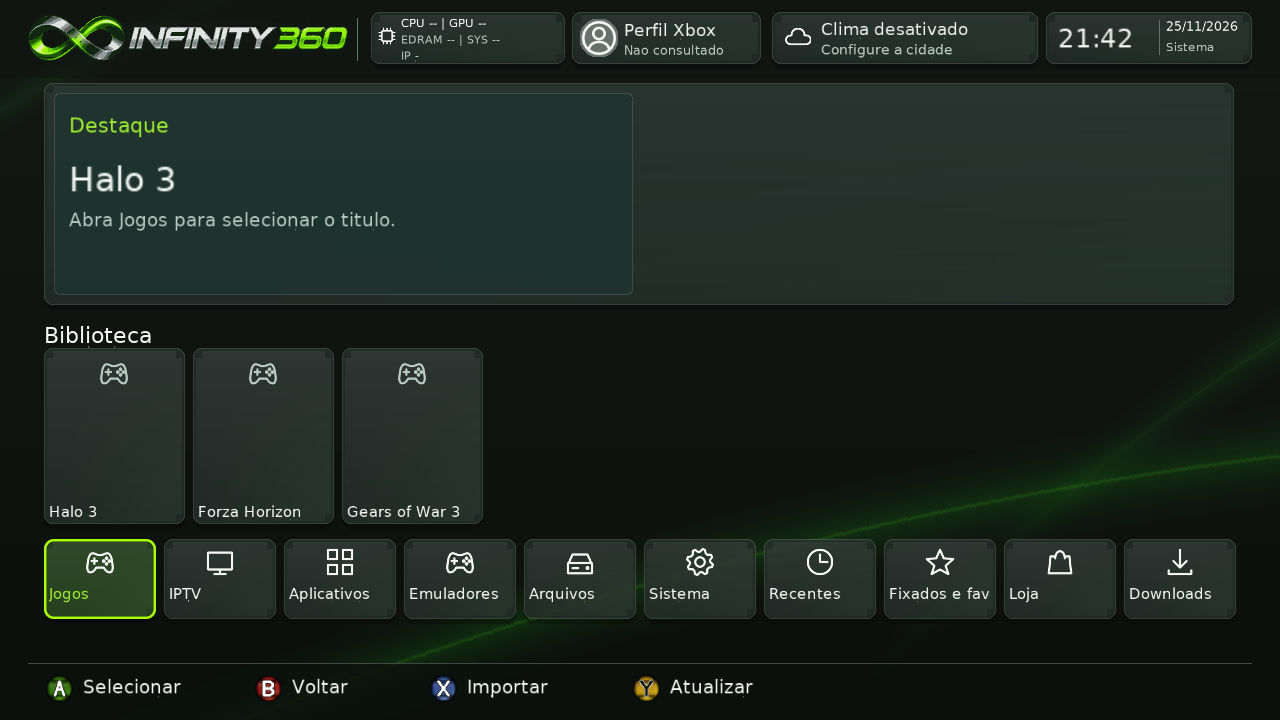 INFINITY 360
CPU -- | GPU --
EDRAM -- | SYS --
IP -
Perfil Xbox
Nao consultado
Clima desativado
Configure a cidade
21:42
25/11/2026
Sistema
Destaque
Halo 3
Abra Jogos para selecionar o titulo.
Biblioteca
Halo 3
Forza Horizon
Gears of War 3
Jogos
IPTV
Aplicativos
Emuladores
Arquivos
Sistema
Recentes
Fixados e fav
Loja
Downloads
A Selecionar
B Voltar
X Importar
Y Atualizar